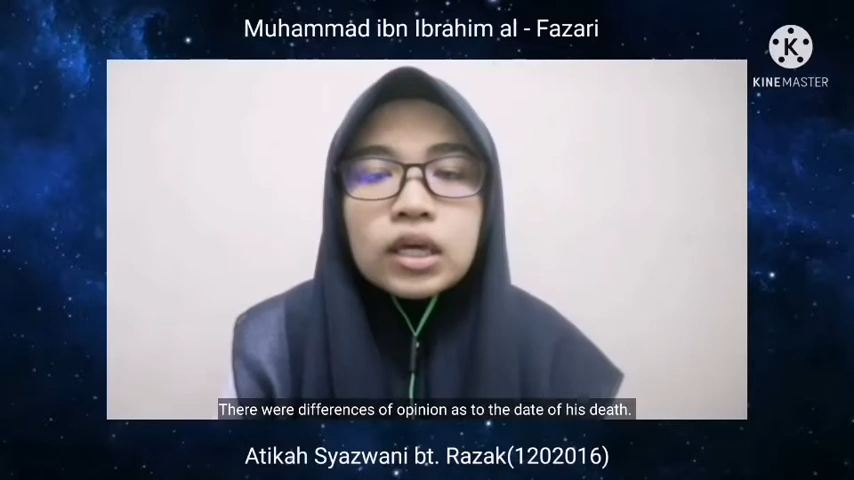 Muhammad ibn Ibrahim al - Fazari
K
KINEMASTER
There were differences of opinion as to the date of his death.
Atikah Syazwani bt. Razak(1202016)